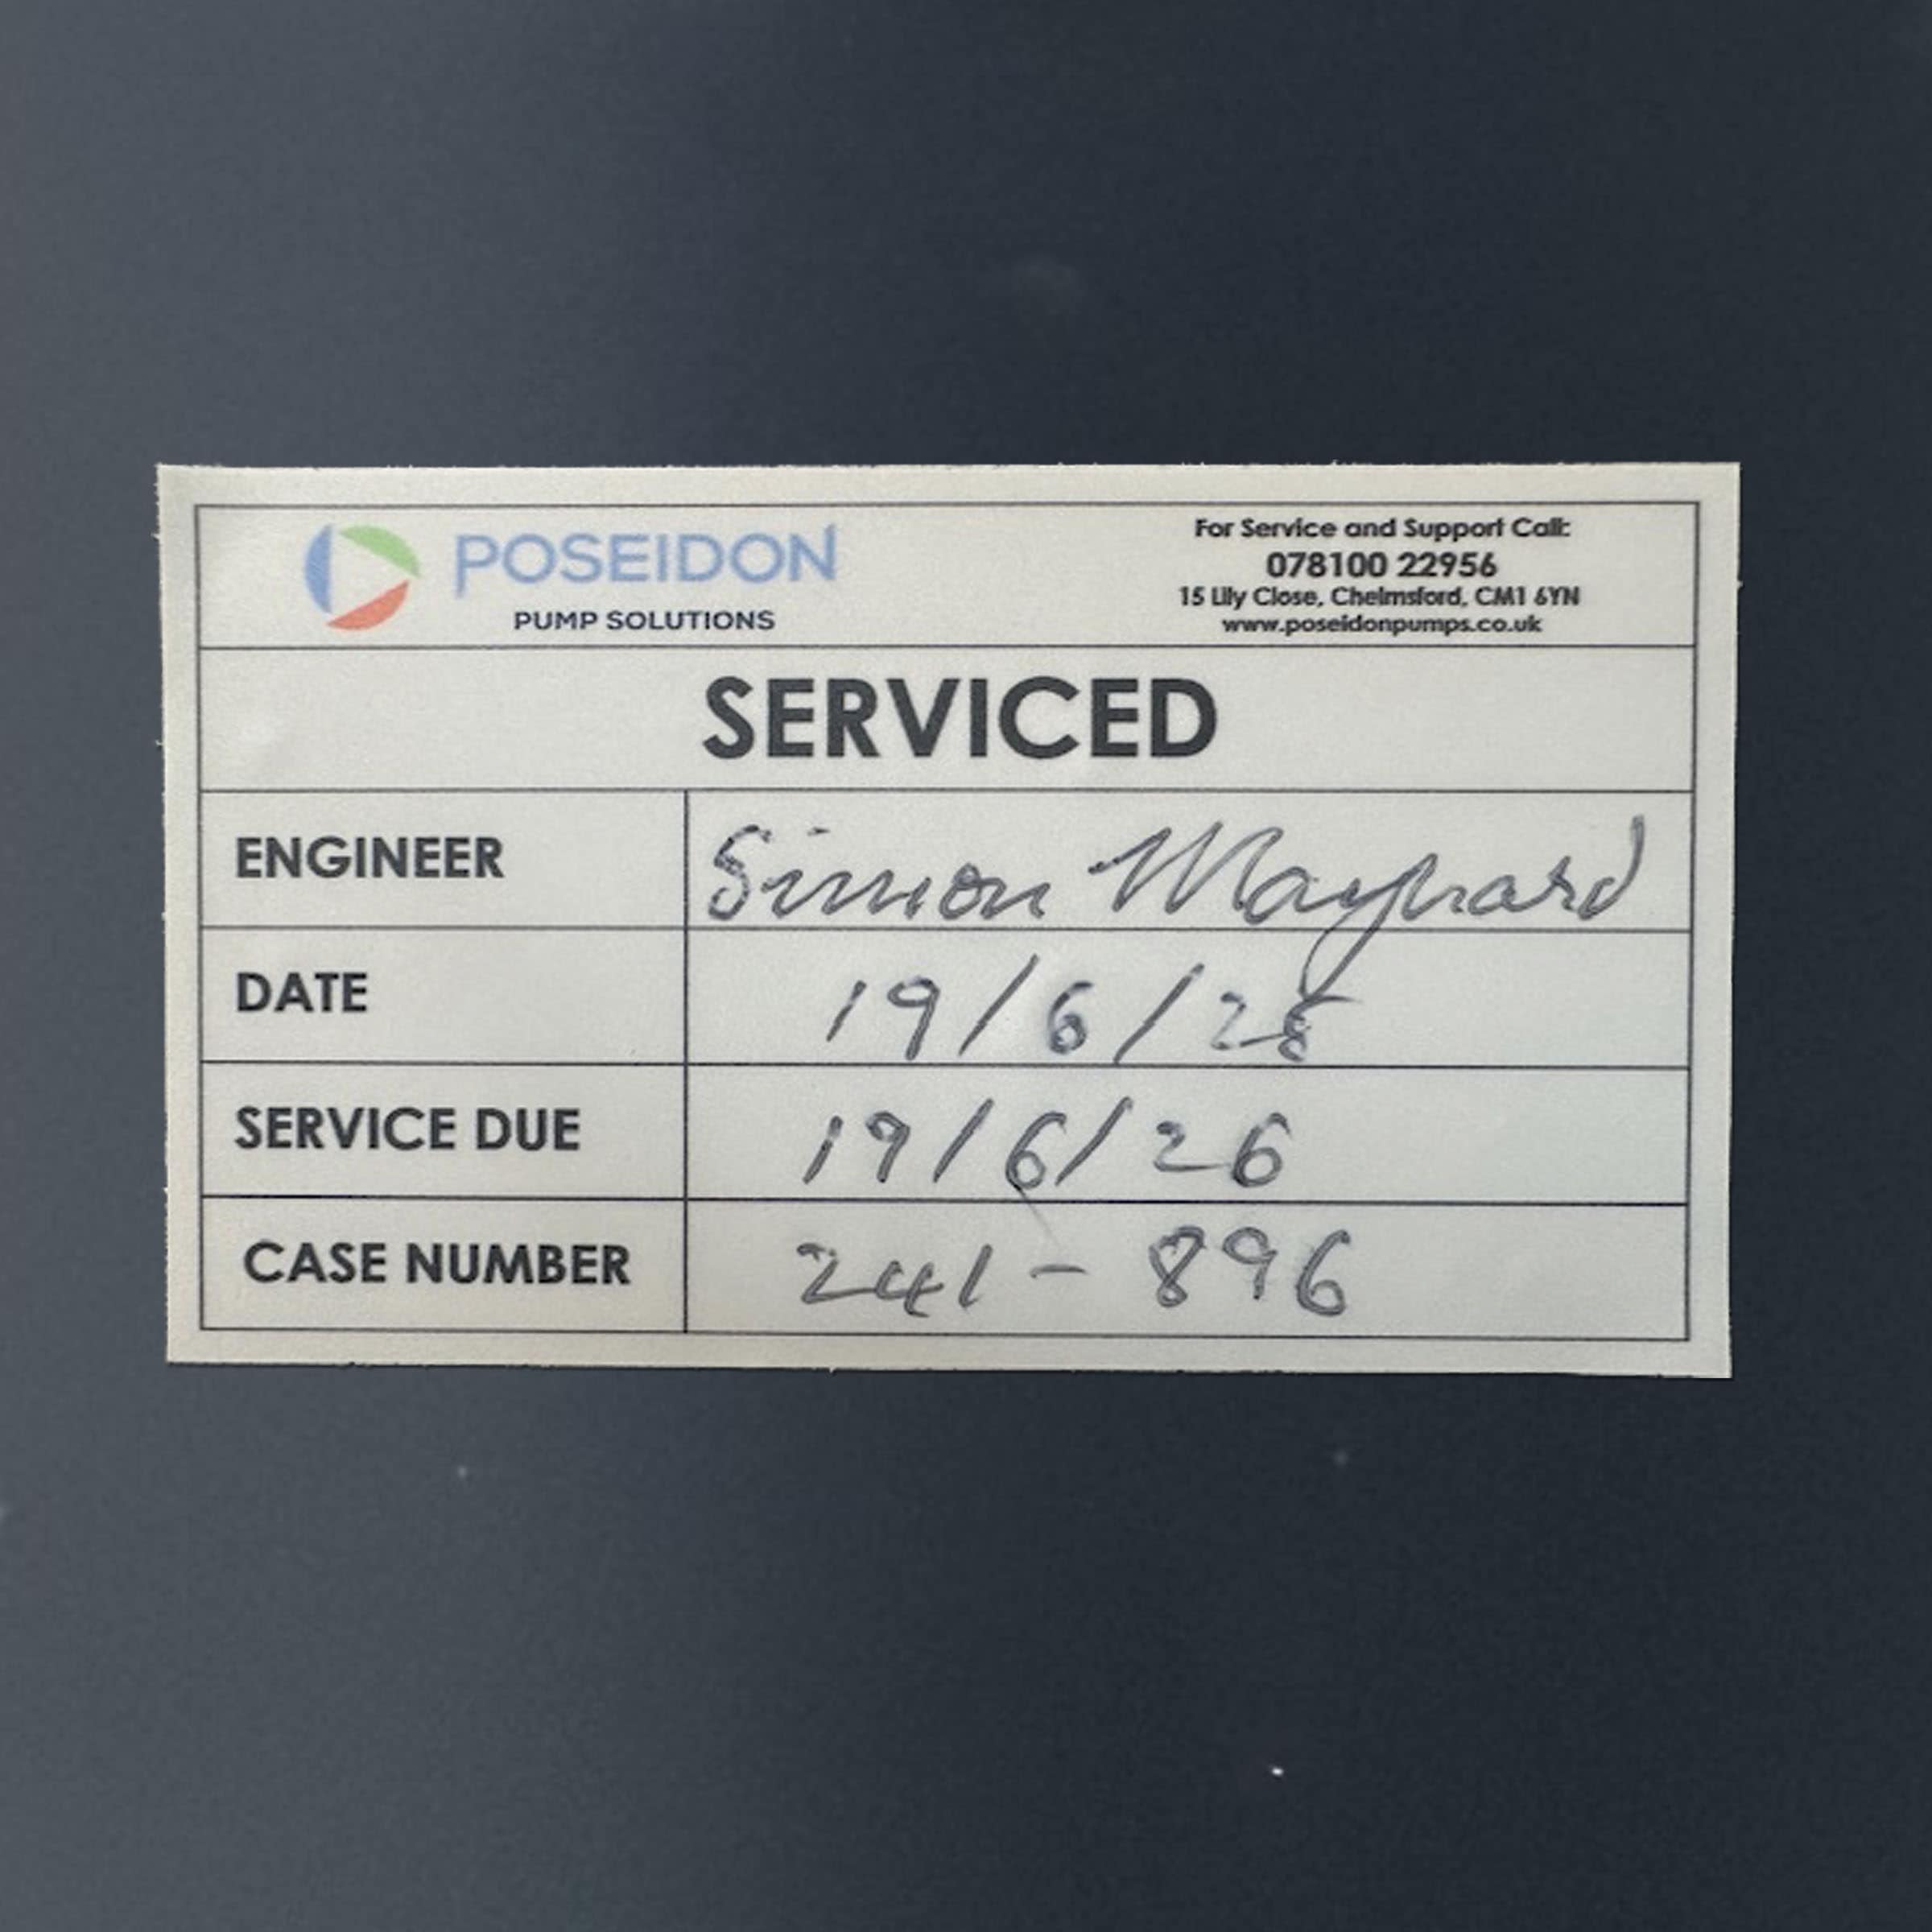 POSEIDON
PUMP SOLUTIONS
For Service and Support Call:
078100 22956
15 Lily Close, Chelmsford, CM1 6YN
www.poseidonpumps.co.uk
SERVICED
ENGINEER Simon Maynard
DATE 19/6/25
SERVICE DUE 19/6/26
CASE NUMBER 241-896